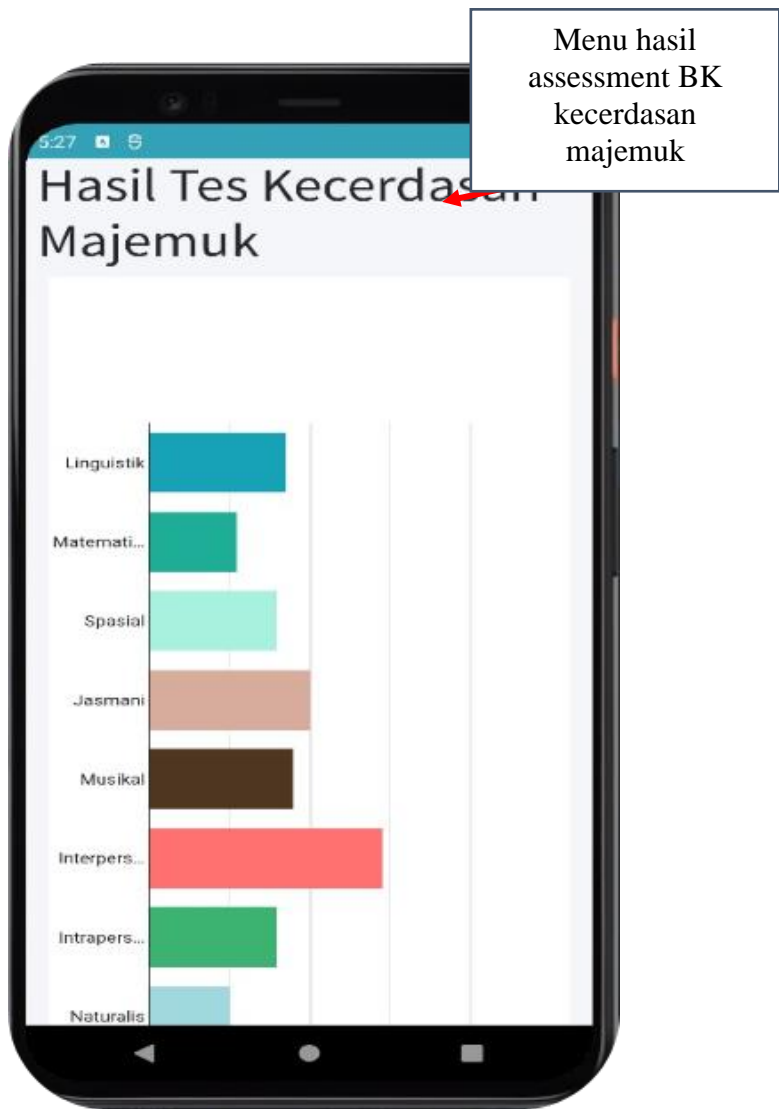 Menu hasil
assessment BK
kecerdasan
majemuk
5:27
Hasil Tes Kecerdasan
Majemuk
Linguistik
Matemati...
Spasial
Jasmani
Musikal
Interpers...
Intrapers...
Naturalis